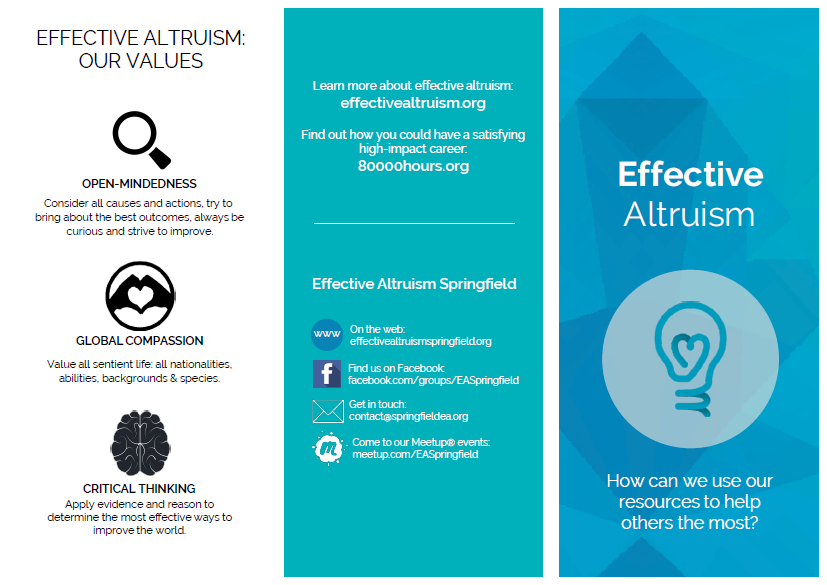 EFFECTIVE ALTRUISM:
OUR VALUES
OPEN-MINDEDNESS
Consider all causes and actions, try to
bring about the best outcomes, always be
curious and strive to improve.
GLOBAL COMPASSION
Value all sentient life: all nationalities,
abilities, backgrounds & species.
CRITICAL THINKING
Apply evidence and reason to
determine the most effective ways to
improve the world.
Learn more about effective altruism:
effectivealtruism.org
Find out how you could have a satisfying
high-impact career:
80000hours.org
Effective Altruism Springfield
www
On the web:
effectivealtruismspringfield.org
f
Find us on Facebook:
facebook.com/groups/EASpringfield
Get in touch:
contact@springfieldea.org
m
Come to our Meetup® events:
meetup.com/EASpringfield
Effective
Altruism
How can we use our
resources to help
others the most?